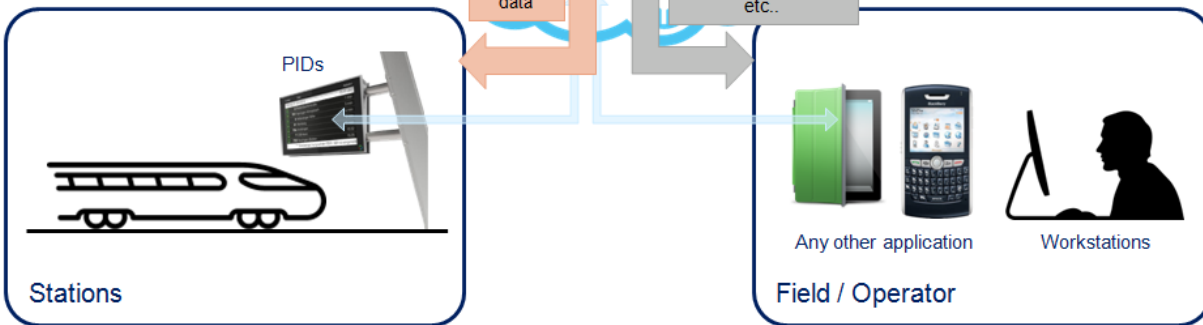 data
etc..
PIDs
Any other application
Workstations
Stations
Field / Operator